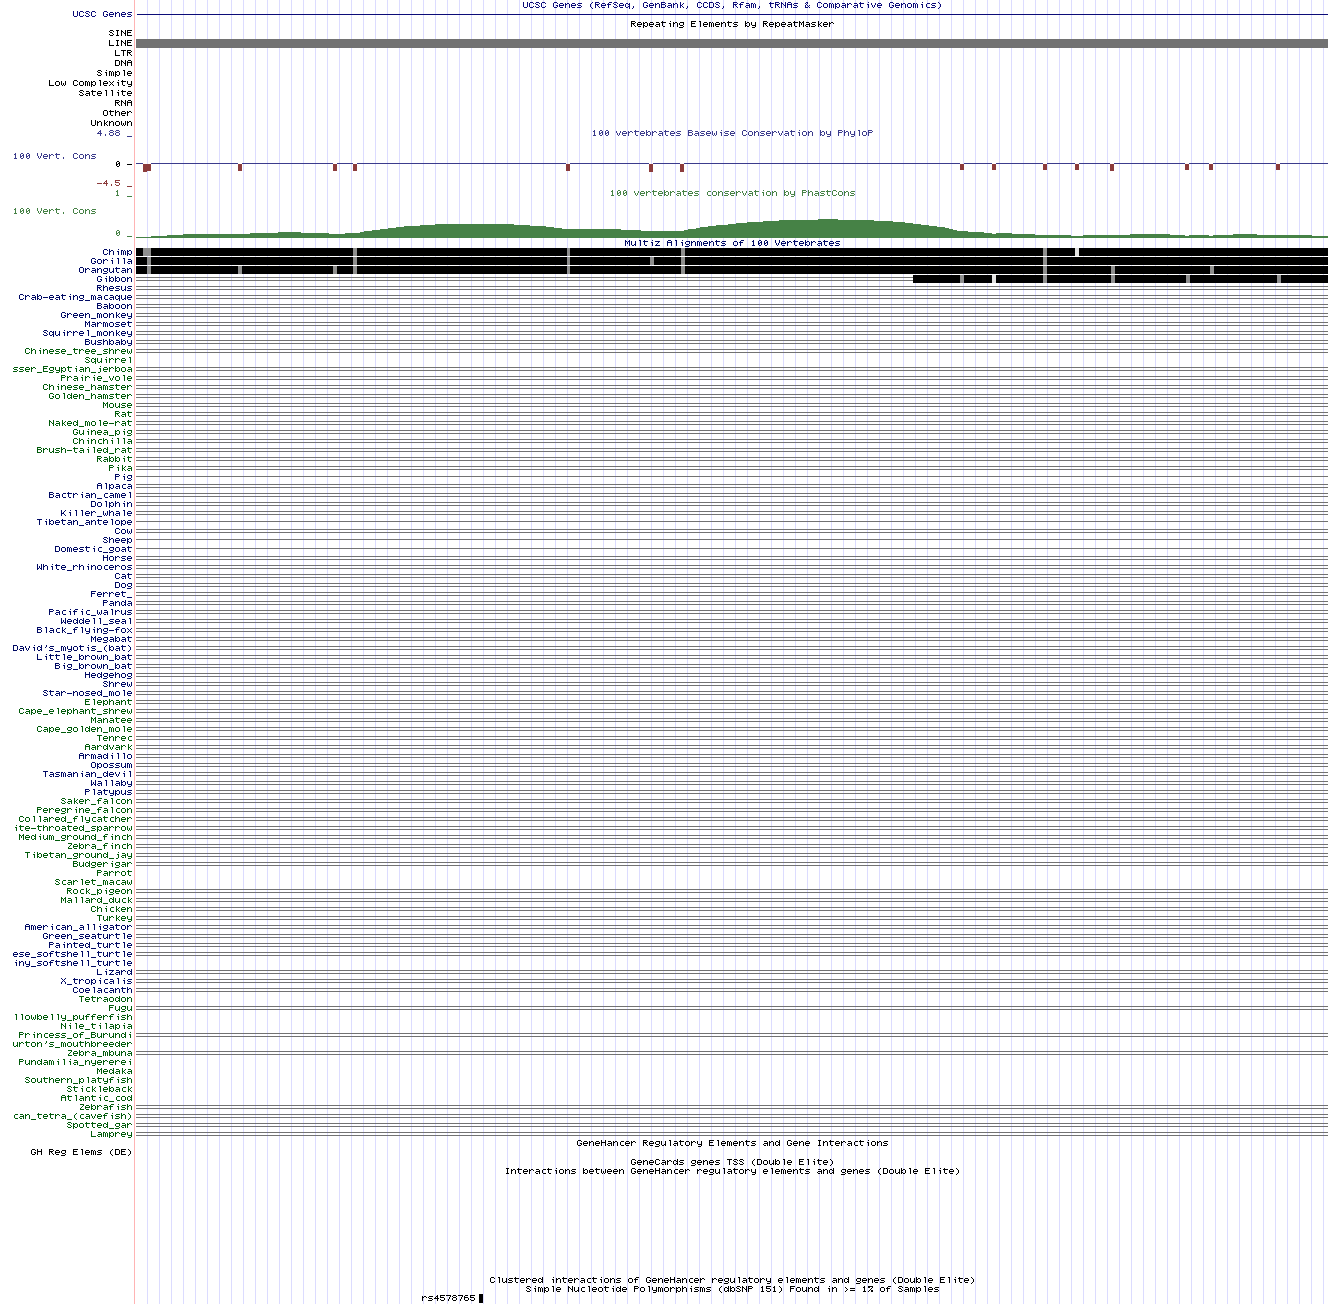 UCSC Genes (RefSeq, GenBank, CCDS, Rfam, tRNAs & Comparative Genomics)
UCSC Genes
Repeating Elements by RepeatMasker
SINE
LINE
LTR
DNA
Simple
Low Complexity
Satellite
RNA
Other
Unknown
4.88 _
100 vertebrates Basewise Conservation by PhyloP
100 Vert. Cons
0 _
-4.5 _
1 _
100 vertebrates conservation by PhastCons
100 Vert. Cons
0 _
Multiz Alignments of 100 Vertebrates
Chimp
Gorilla
Orangutan
Gibbon
Rhesus
Crab-eating_macaque
Baboon
Green_monkey
Marmoset
Squirrel_monkey
Bushbaby
Chinese_tree_shrew
Squirrel
sser_Egyptian_jerboa
Prairie_vole
Chinese_hamster
Golden_hamster
Mouse
Rat
Naked_mole-rat
Guinea_pig
Chinchilla
Brush-tailed_rat
Rabbit
Pika
Pig
Alpaca
Bactrian_camel
Dolphin
Killer_whale
Tibetan_antelope
Cow
Sheep
Domestic_goat
Horse
White_rhinoceros
Cat
Dog
Ferret_
Panda
Pacific_walrus
Weddell_seal
Black_flying-fox
Megabat
David's_myotis_(bat)
Little_brown_bat
Big_brown_bat
Hedgehog
Shrew
Star-nosed_mole
Elephant
Cape_elephant_shrew
Manatee
Cape_golden_mole
Tenrec
Aardvark
Armadillo
Opossum
Tasmanian_devil
Wallaby
Platypus
Saker_falcon
Peregrine_falcon
Collared_flycatcher
ite-throated_sparrow
Medium_ground_finch
Zebra_finch
Tibetan_ground_jay
Budgerigar
Parrot
Scarlet_macaw
Rock_pigeon
Mallard_duck
Chicken
Turkey
American_alligator
Green_seaturtle
Painted_turtle
ese_softshell_turtle
iny_softshell_turtle
Lizard
X_tropicalis
Coelacanth
Tetraodon
Fugu
llowbelly_pufferfish
Nile_tilapia
Princess_of_Burundi
urton's_mouthbreeder
Zebra_mbuna
Pundamilia_nyererei
Medaka
Southern_platyfish
Stickleback
Atlantic_cod
Zebrafish
can_tetra_(cavefish)
Spotted_gar
Lamprey
GeneHancer Regulatory Elements and Gene Interactions
GH Reg Elems (DE)
GeneCards genes TSS (Double Elite)
Interactions between GeneHancer regulatory elements and genes (Double Elite)
Clustered interactions of GeneHancer regulatory elements and genes (Double Elite)
Simple Nucleotide Polymorphisms (dbSNP 151) Found in >= 1% of Samples
rs4578765